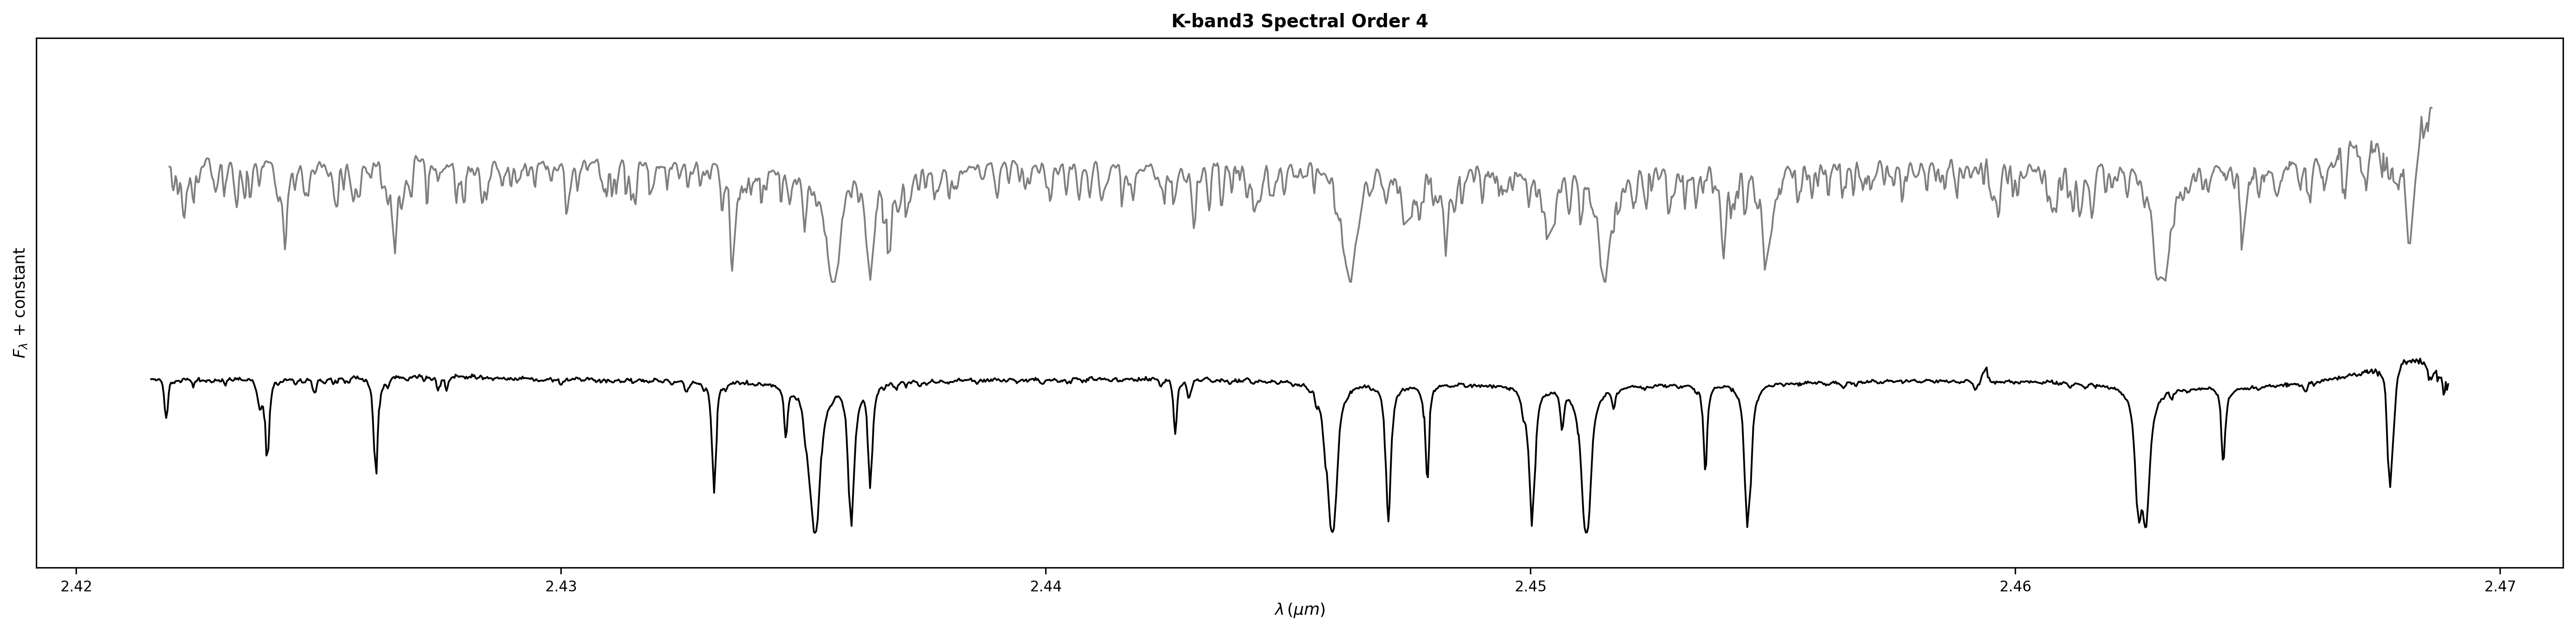 K-band3 Spectral Order 4
Fλ + constant
2.42 2.43 2.44 2.45 2.46 2.47
λ (μm)